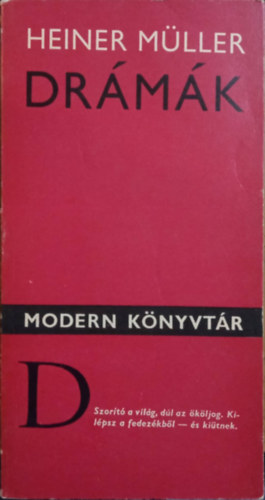 HEINER MÜLLER
DRÁMÁK
MODERN KÖNYVTÁR
D
Szorító a világ, dúl az ököljog. Ki-
lépsz a fedezékből — és kiütnek.